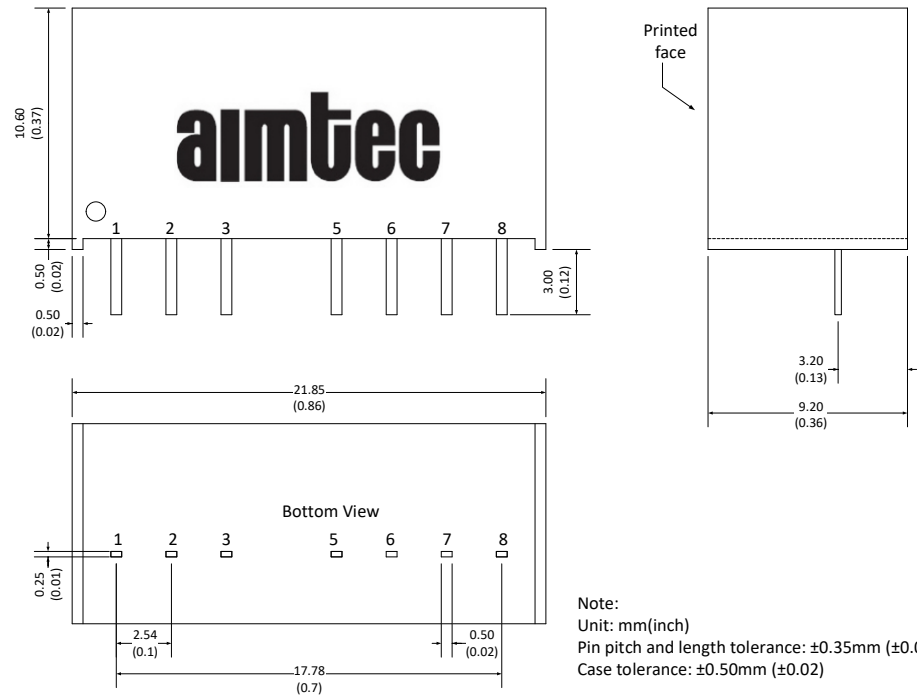 Printed
face
10.60
(0.37)
aimtec
1 2 3 5 6 7 8
0.50
(0.02)
0.50
(0.02)
3.00
(0.12)
3.20
(0.13)
9.20
(0.36)
21.85
(0.86)
Bottom View
1 2 3 5 6 7 8
0.25
(0.01)
2.54
(0.1)
0.50
(0.02)
17.78
(0.7)
Note:
Unit: mm(inch)
Pin pitch and length tolerance: ±0.35mm
Case tolerance: ±0.50mm (±0.02)